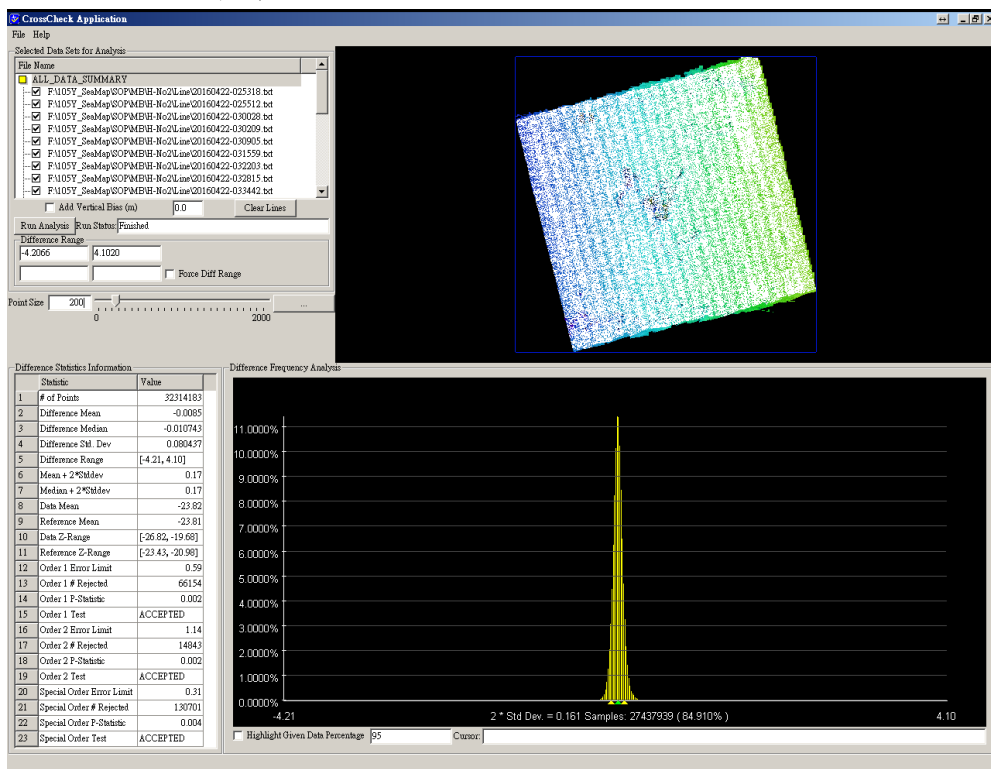 CrossCheck Application
File Help
Selected Data Sets for Analysis
File Name
ALL_DATA_SUMMARY
F:\105Y_SeaMap\SOP\MB\H-No2\Line\20160422-025318.txt
F:\105Y_SeaMap\SOP\MB\H-No2\Line\20160422-025512.txt
F:\105Y_SeaMap\SOP\MB\H-No2\Line\20160422-030028.txt
F:\105Y_SeaMap\SOP\MB\H-No2\Line\20160422-030209.txt
F:\105Y_SeaMap\SOP\MB\H-No2\Line\20160422-030905.txt
F:\105Y_SeaMap\SOP\MB\H-No2\Line\20160422-031559.txt
F:\105Y_SeaMap\SOP\MB\H-No2\Line\20160422-032203.txt
F:\105Y_SeaMap\SOP\MB\H-No2\Line\20160422-032815.txt
F:\105Y_SeaMap\SOP\MB\H-No2\Line\20160422-033442.txt
Add Vertical Bias (m) 0.0 Clear Lines
Run Analysis Run Status: Finished
Difference Range
-4.2066 4.1020
Force Diff Range
Point Size 200 ...
0 2000
Difference Statistics Information
Statistic Value
1 # of Points 32314183
2 Difference Mean -0.0085
3 Difference Median -0.010743
4 Difference Std. Dev 0.080437
5 Difference Range [-4.21, 4.10]
6 Mean + 2*Stddev 0.17
7 Median + 2*Stddev 0.17
8 Data Mean -23.82
9 Reference Mean -23.81
10 Data Z-Range [-26.82, -19.68]
11 Reference Z-Range [-23.43, -20.98]
12 Order 1 Error Limit 0.59
13 Order 1 # Rejected 66154
14 Order 1 P-Statistic 0.002
15 Order 1 Test ACCEPTED
16 Order 2 Error Limit 1.14
17 Order 2 # Rejected 14843
18 Order 2 P-Statistic 0.002
19 Order 2 Test ACCEPTED
20 Special Order Error Limit 0.31
21 Special Order # Rejected 130701
22 Special Order P-Statistic 0.004
23 Special Order Test ACCEPTED
Difference Frequency Analysis
11.0000%
10.0000%
9.0000%
8.0000%
7.0000%
6.0000%
5.0000%
4.0000%
3.0000%
2.0000%
1.0000%
0.0000%
-4.21 2 * Std Dev. = 0.161 Samples: 27437939 ( 84.910% ) 4.10
Highlight Given Data Percentage 95 Cursor: